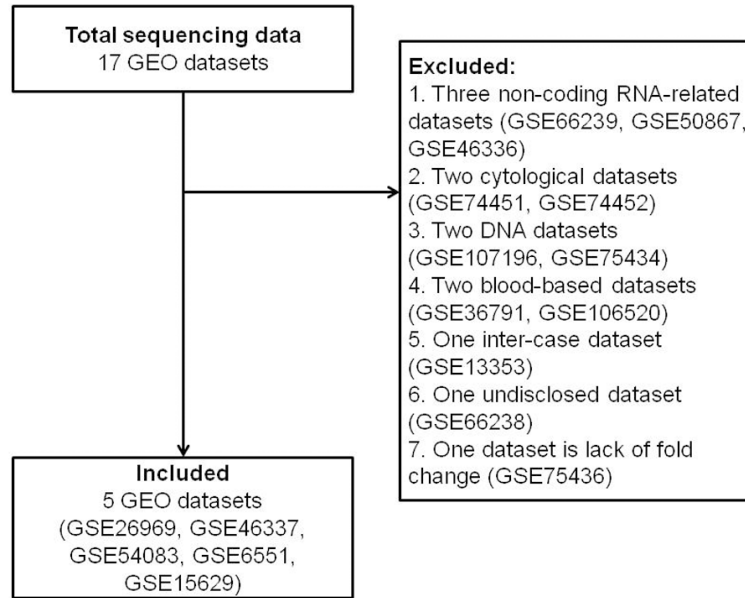 Total sequencing data
17 GEO datasets
Excluded:
1. Three non-coding RNA-related
datasets (GSE66239, GSE50867,
GSE46336)
2. Two cytological datasets
(GSE74451, GSE74452)
3. Two DNA datasets
(GSE107196, GSE75434)
4. Two blood-based datasets
(GSE36791, GSE106520)
5. One inter-case dataset
(GSE13353)
6. One undisclosed dataset
(GSE66238)
7. One dataset is lack of fold
change (GSE75436)
Included
5 GEO datasets
(GSE26969, GSE46337,
GSE54083, GSE6551,
GSE15629)